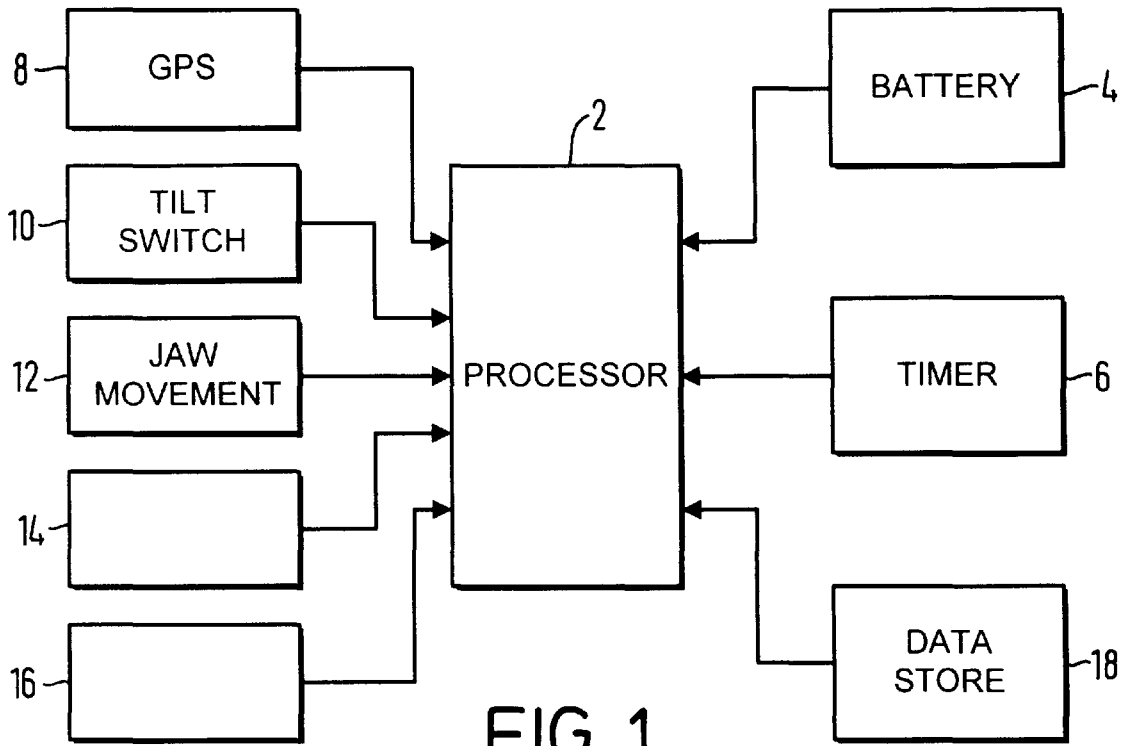 8
GPS
10
TILT
SWITCH
12
JAW
MOVEMENT
14
16
2
PROCESSOR
BATTERY
4
TIMER
6
DATA
STORE
18
FIG. 1